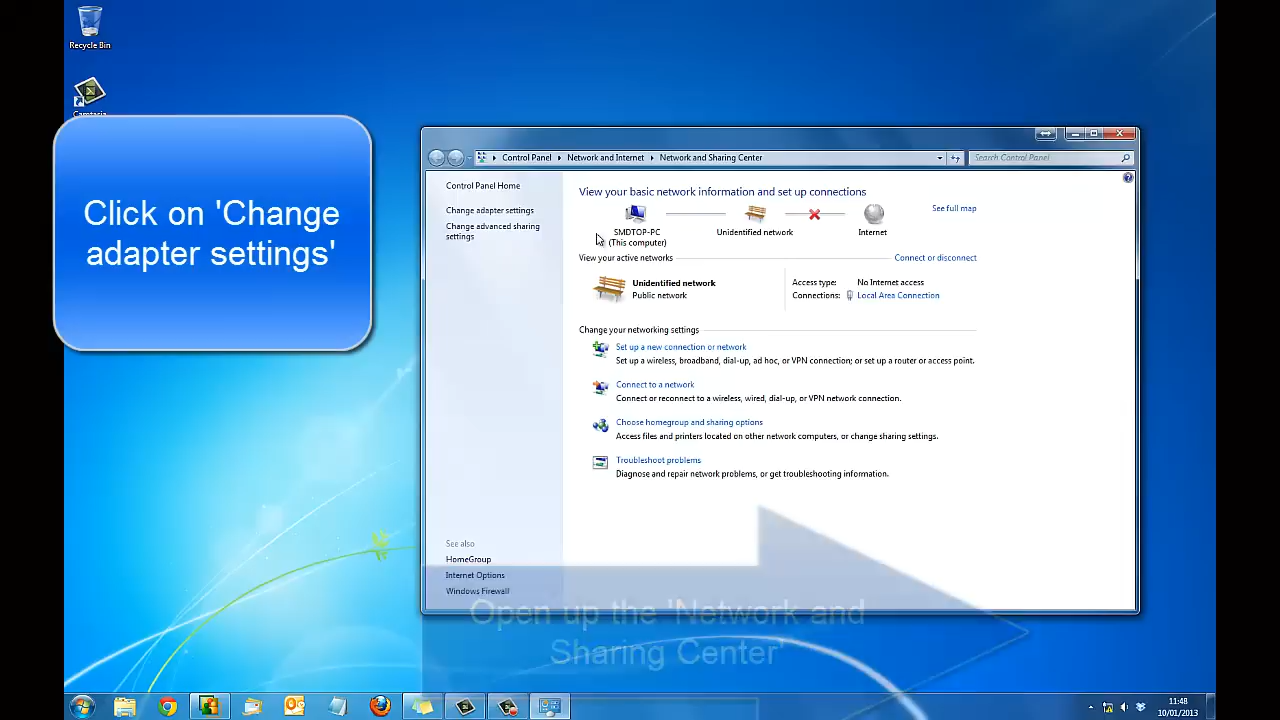 Recycle Bin
Click on 'Change
adapter settings'
Control Panel
Network and Internet
Network and Sharing Center
Search Control Panel
Control Panel Home
Change adapter settings
Change advanced sharing
settings
View your basic network information and set up connections
SMDTOP-PC
(This computer)
Unidentified network
Internet
See full map
View your active networks
Connect or disconnect
Unidentified network
Public network
Access type:
No Internet access
Connections:
Local Area Connection
Change your networking settings
Set up a new connection or network
Set up a wireless, broadband, dial-up, ad hoc, or VPN connection; or set up a router or access point.
Connect to a network
Connect or reconnect to a wireless, wired, dial-up, or VPN network connection.
Choose homegroup and sharing options
Access files and printers located on other network computers, or change sharing settings.
Troubleshoot problems
Diagnose and repair network problems, or get troubleshooting information.
See also
HomeGroup
Internet Options
Windows Firewall
Open up the 'Network and
Sharing Center'
11:48
10/01/2013